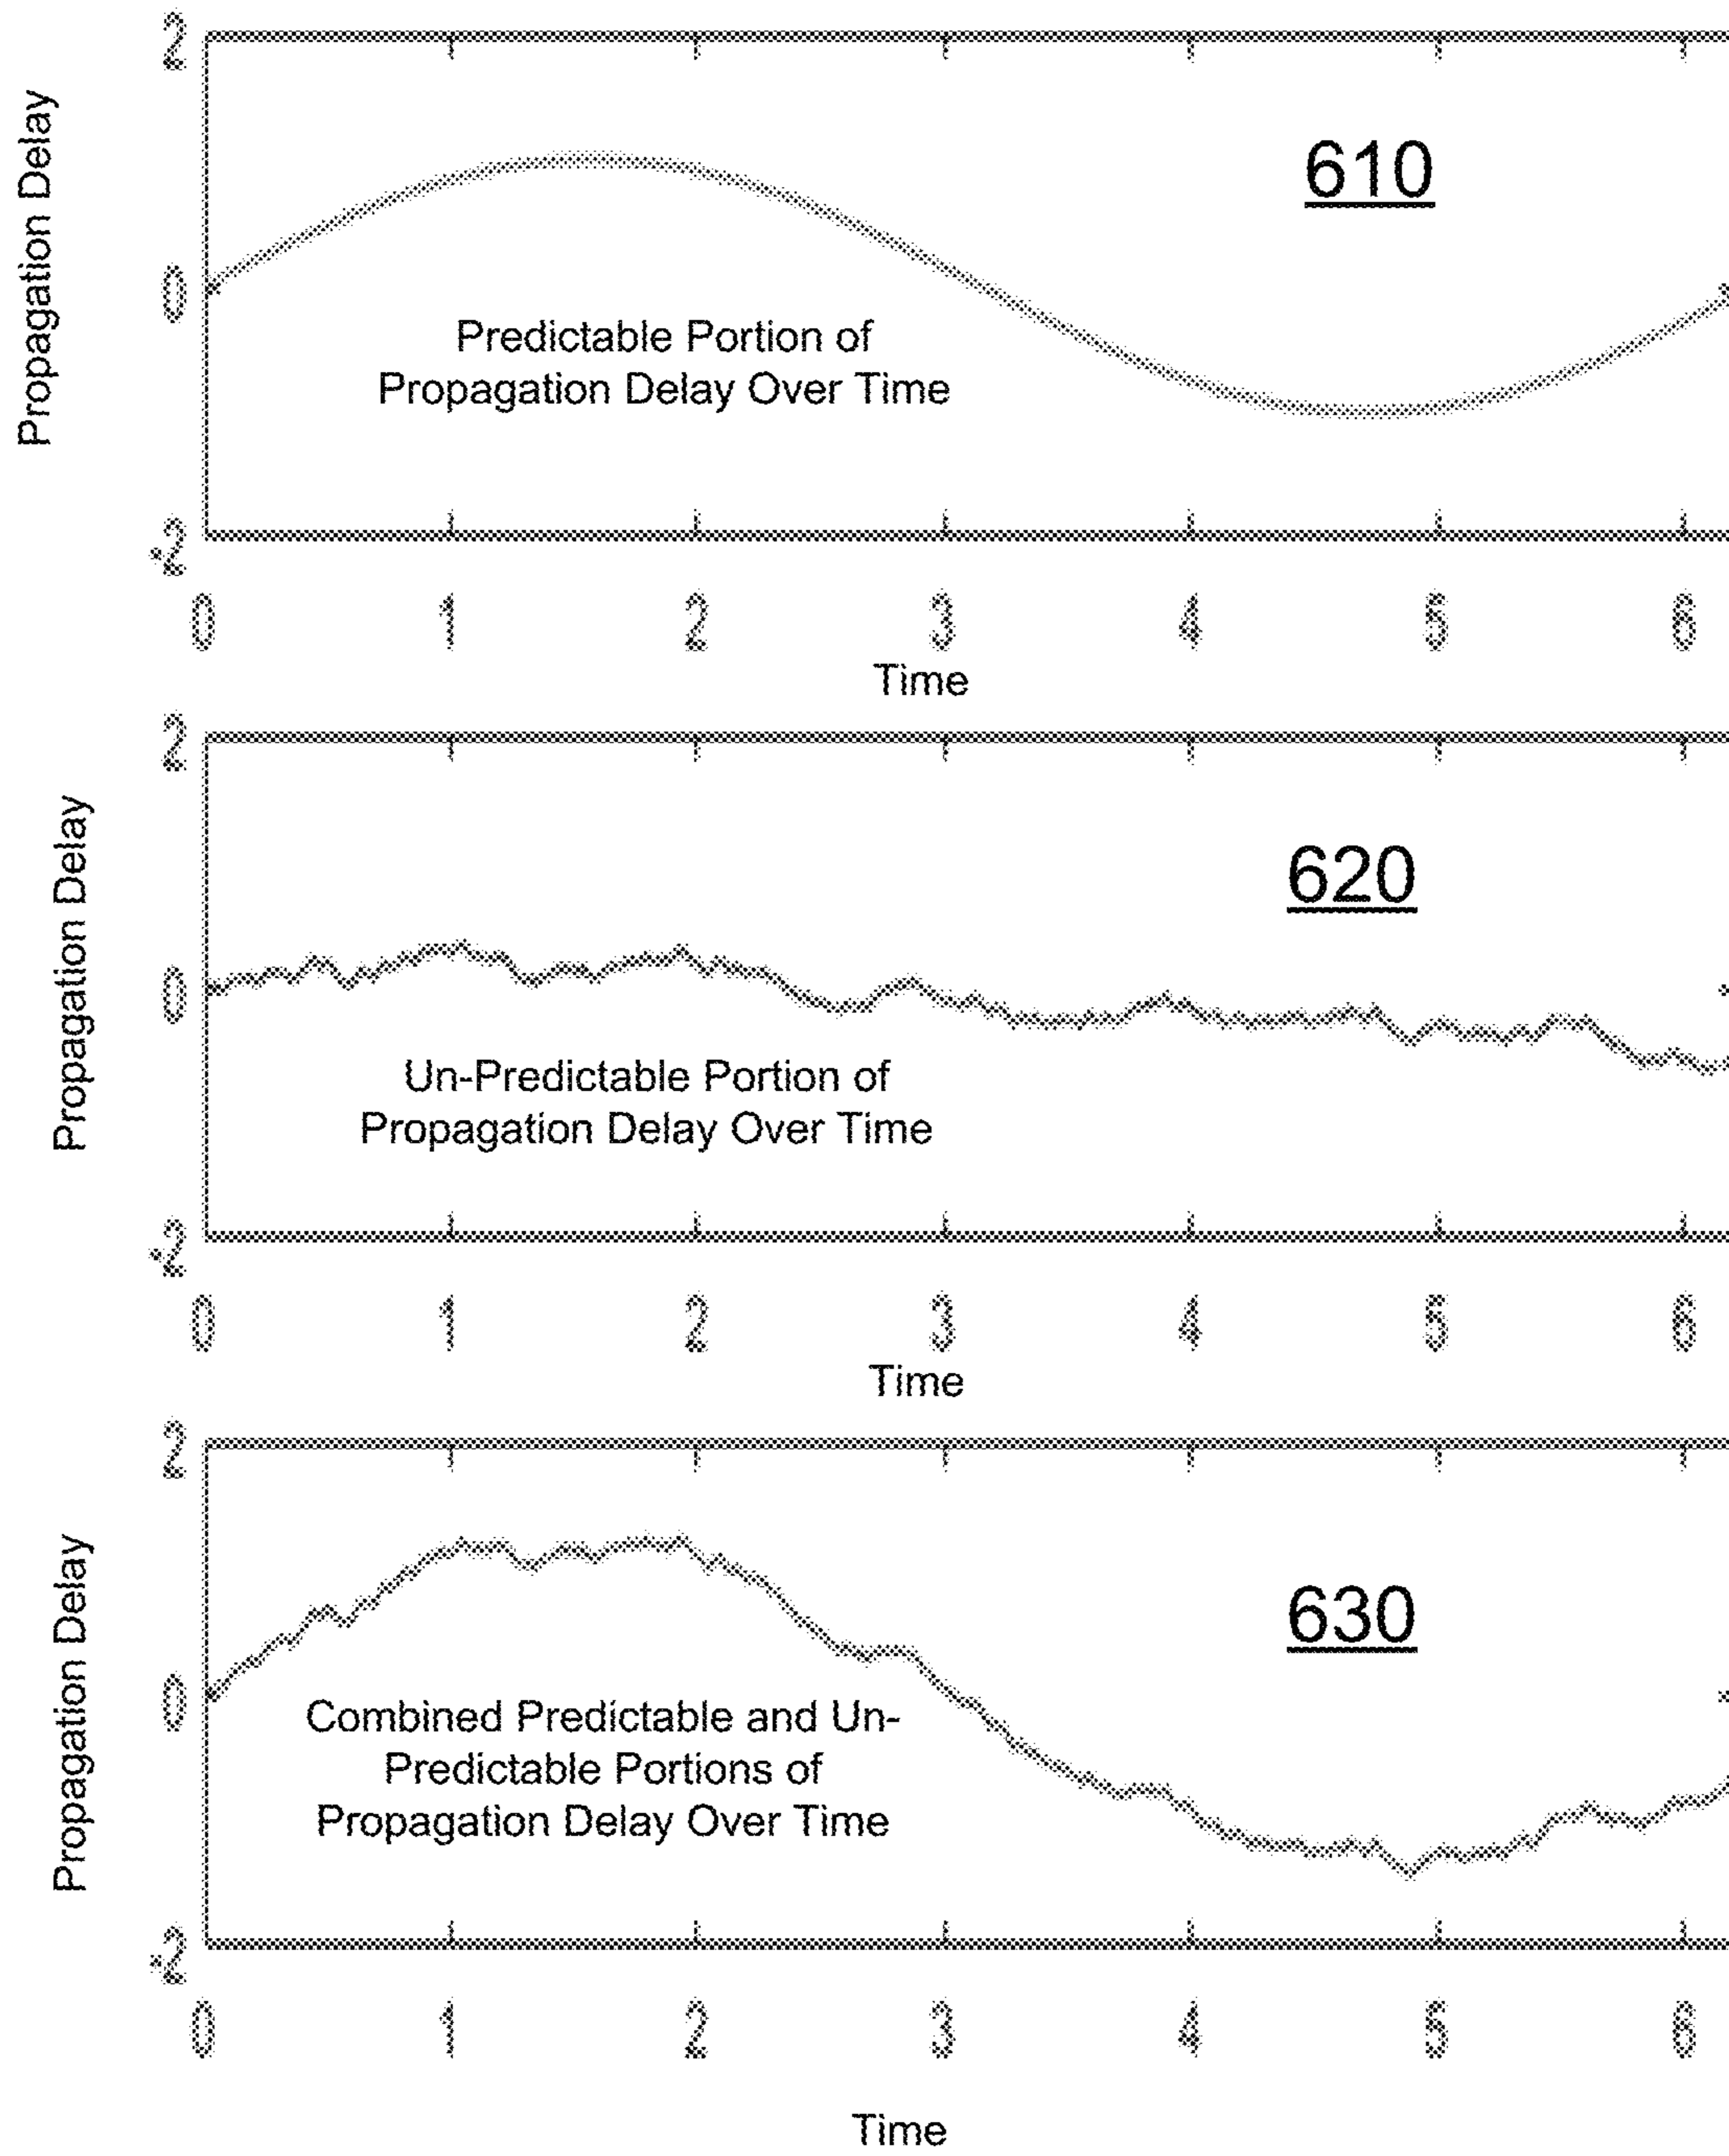 2
Propagation Delay
610
0
Predictable Portion of
Propagation Delay Over Time
-2
0 1 2 3 4 5 6
Time
2
Propagation Delay
620
0
Un-Predictable Portion of
Propagation Delay Over Time
-2
0 1 2 3 4 5 6
Time
2
Propagation Delay
630
0
Combined Predictable and Un-
Predictable Portions of
Propagation Delay Over Time
-2
0 1 2 3 4 5 6
Time